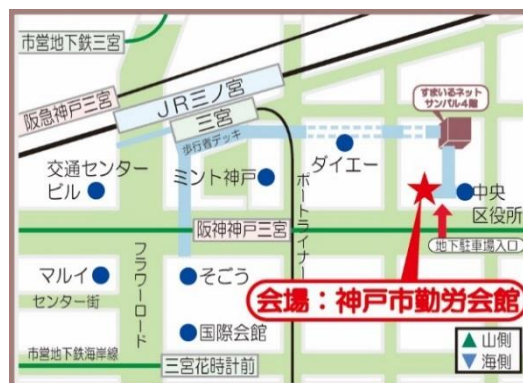 市営地下鉄三宮
阪急神戸三宮
JR三ノ宮
三宮
歩行者デッキ
すまいるネット
サンパル4階
交通センター
ビル
ミント神戸
ポートライナー
ダイエー
中央
区役所
地下駐車場入口
阪神神戸三宮
フラワーロード
マルイ
センター街
そごう
国際会館
会場:神戸市勤労会館
市営地下鉄海岸線
三宮花時計前
山側
海側